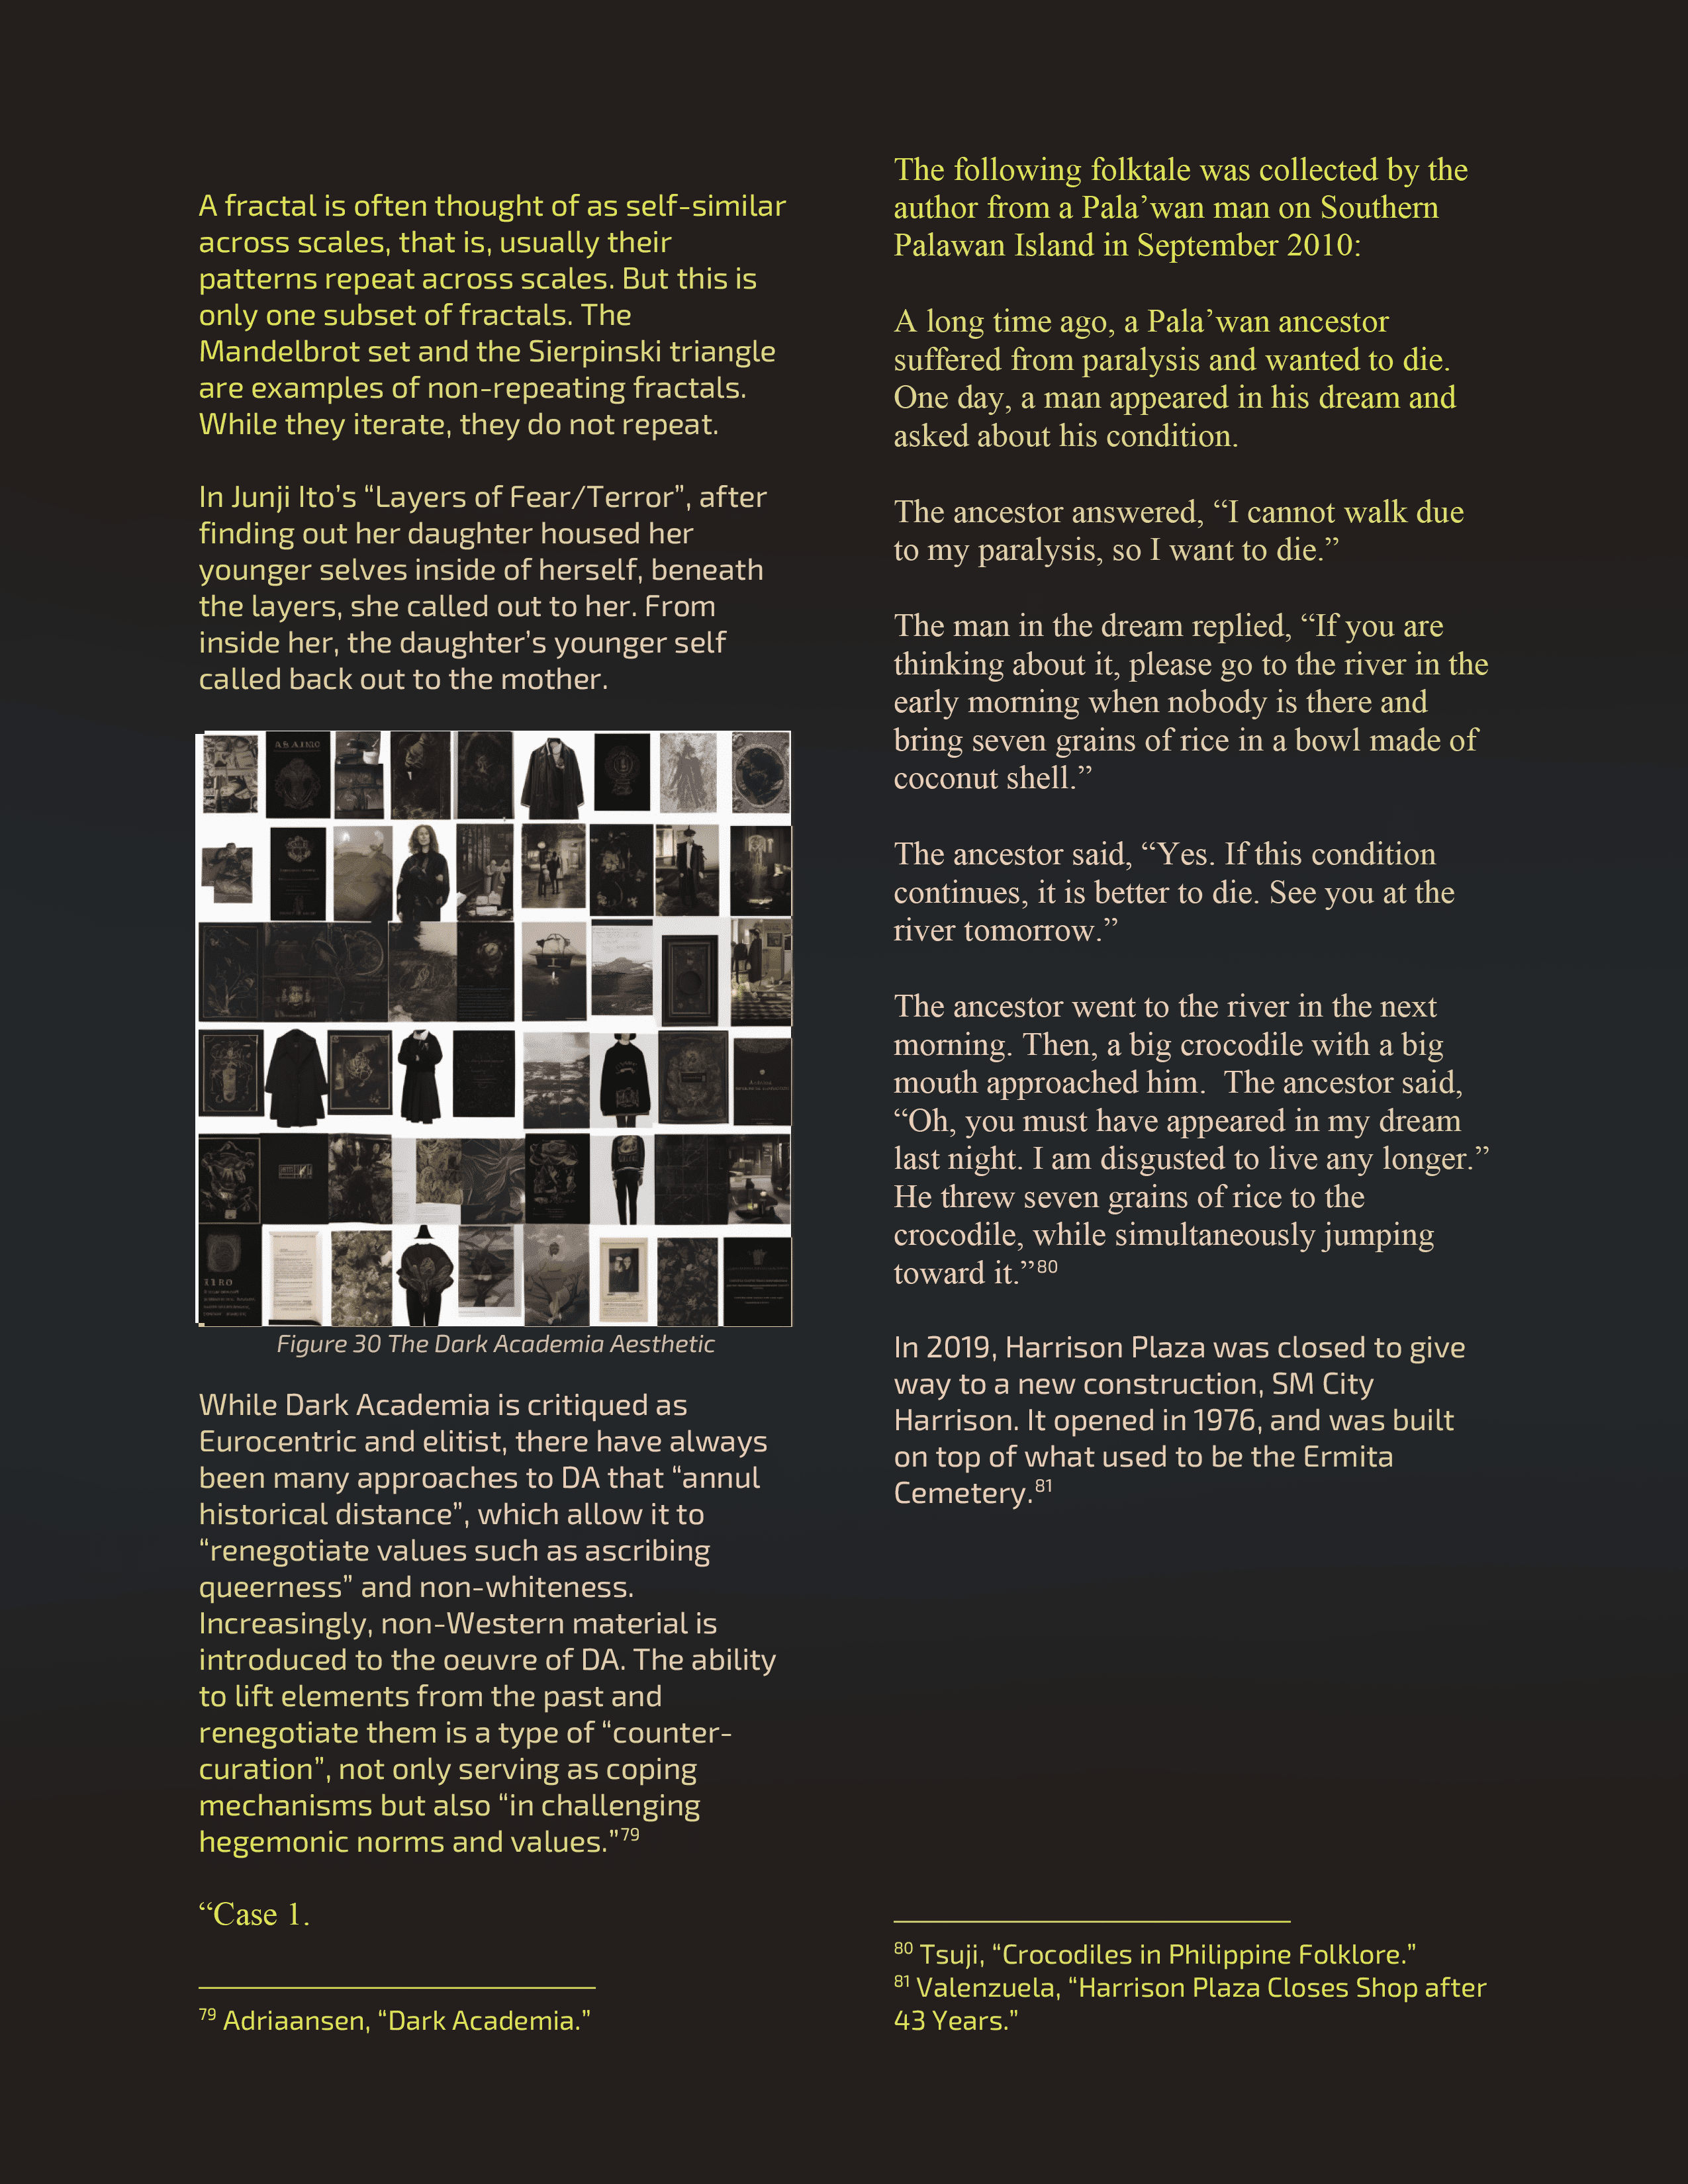 A fractal is often thought of as self-similar
across scales, that is, usually their
patterns repeat across scales. But this is
only one subset of fractals. The
Mandelbrot set and the Sierpinski triangle
are examples of non-repeating fractals.
While they iterate, they do not repeat.
In Junji Ito’s “Layers of Fear/Terror”, after
finding out her daughter housed her
younger selves inside of herself, beneath
the layers, she called out to her. From
inside her, the daughter’s younger self
called back out to the mother.
Figure 30 The Dark Academia Aesthetic
While Dark Academia is critiqued as
Eurocentric and elitist, there have always
been many approaches to DA that “annul
historical distance”, which allow it to
“renegotiate values such as ascribing
queerness” and non-whiteness.
Increasingly, non-Western material is
introduced to the oeuvre of DA. The ability
to lift elements from the past and
renegotiate them is a type of “counter-
curation”, not only serving as coping
mechanisms but also “in challenging
hegemonic norms and values.”79
“Case 1.
79 Adriaansen, “Dark Academia.”
The following folktale was collected by the
author from a Pala’wan man on Southern
Palawan Island in September 2010:
A long time ago, a Pala’wan ancestor
suffered from paralysis and wanted to die.
One day, a man appeared in his dream and
asked about his condition.
The ancestor answered, “I cannot walk due
to my paralysis, so I want to die.”
The man in the dream replied, “If you are
thinking about it, please go to the river in the
early morning when nobody is there and
bring seven grains of rice in a bowl made of
coconut shell.”
The ancestor said, “Yes. If this condition
continues, it is better to die. See you at the
river tomorrow.”
The ancestor went to the river in the next
morning. Then, a big crocodile with a big
mouth approached him.  The ancestor said,
“Oh, you must have appeared in my dream
last night. I am disgusted to live any longer.”
He threw seven grains of rice to the
crocodile, while simultaneously jumping
toward it.”80
In 2019, Harrison Plaza was closed to give
way to a new construction, SM City
Harrison. It opened in 1976, and was built
on top of what used to be the Ermita
Cemetery.81
80 Tsuji, “Crocodiles in Philippine Folklore.”
81 Valenzuela, “Harrison Plaza Closes Shop after
43 Years.”